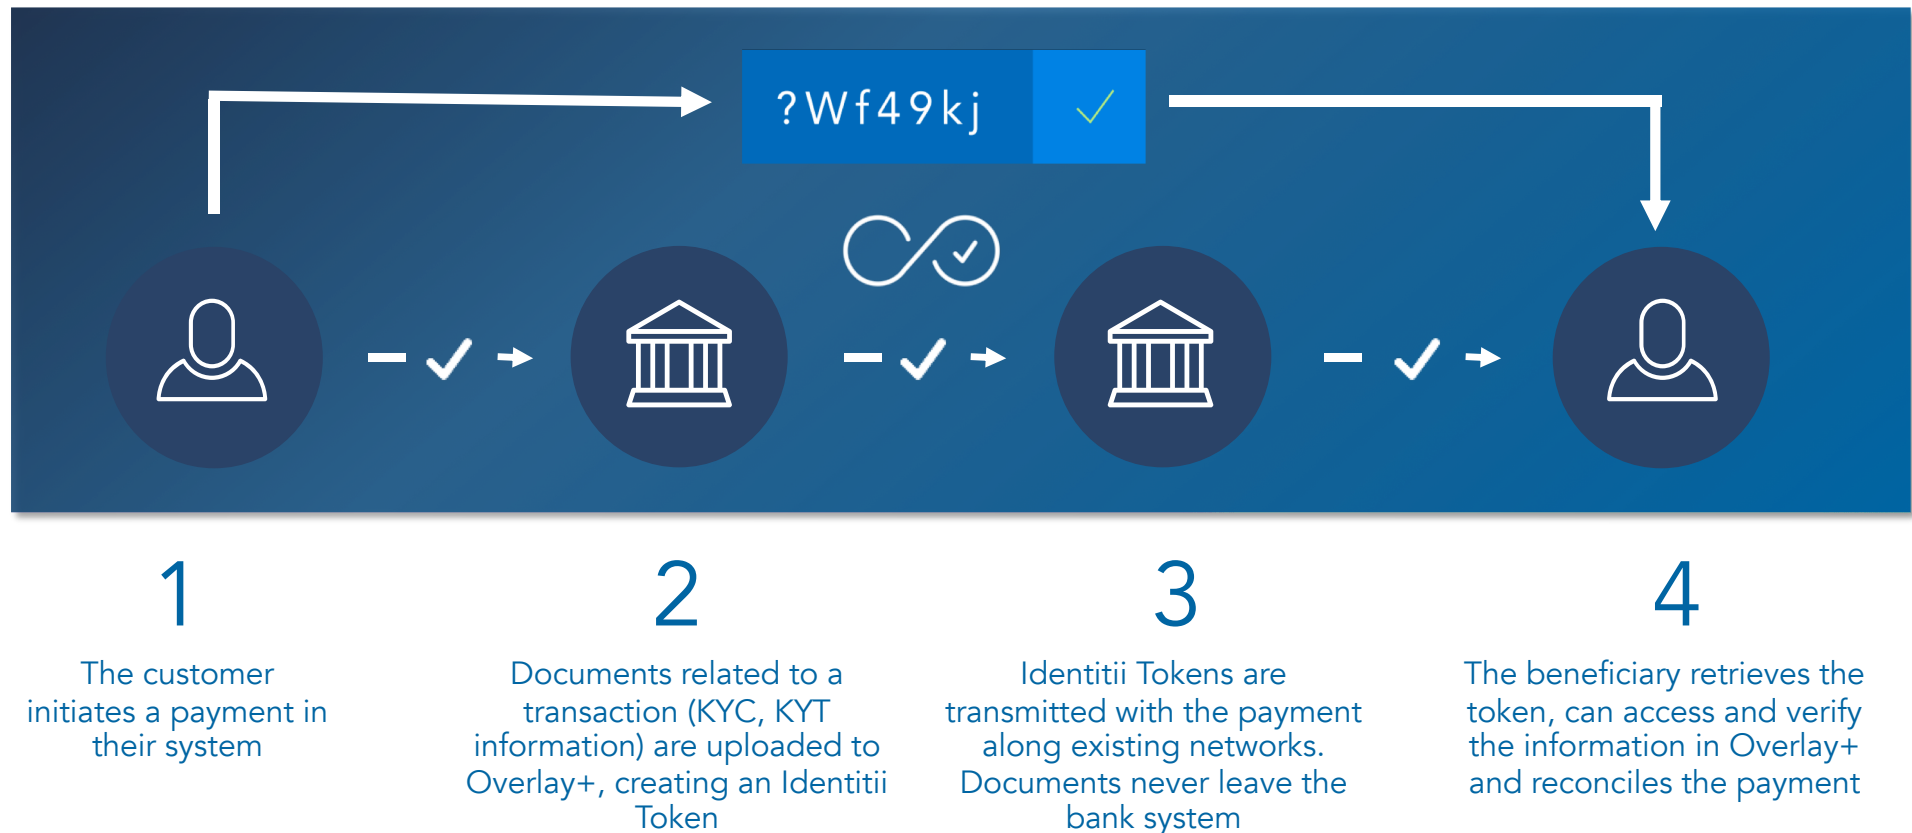 ?Wf49kj
1
The customer
initiates a payment in
their system
2
Documents related to a
transaction (KYC, KYT
information) are uploaded to
Overlay+, creating an Identitii
Token
3
Identitii Tokens are
transmitted with the payment
along existing networks.
Documents never leave the
bank system
4
The beneficiary retrieves the
token, can access and verify
the information in Overlay+
and reconciles the payment